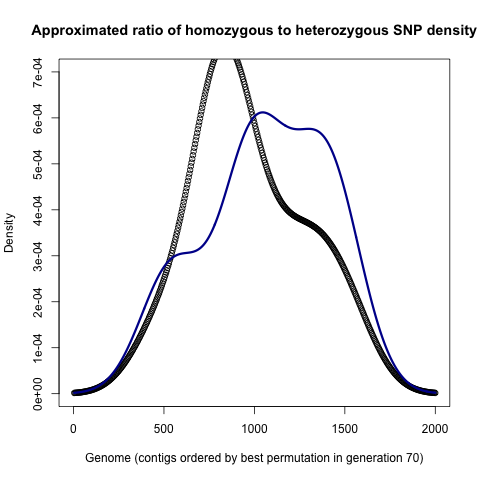 Approximated ratio of homozygous to heterozygous SNP density
Density
7e-04
6e-04
5e-04
4e-04
3e-04
2e-04
1e-04
0e+00
0 500 1000 1500 2000
Genome (contigs ordered by best permutation in generation 70)